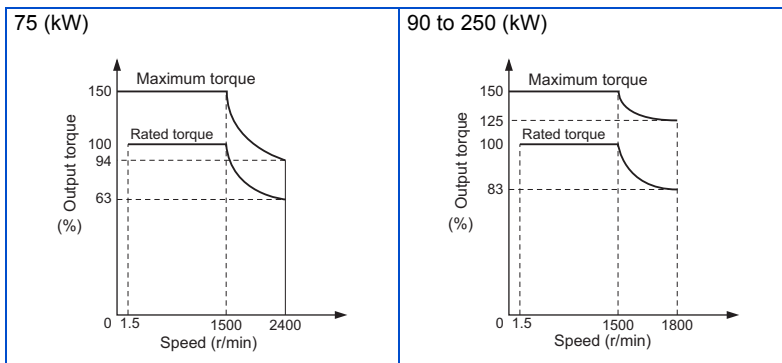 75 (kW)
Maximum torque
150
Rated torque
100
94
63
Output torque
(%)
0 1.5 1500 2400
Speed (r/min)
90 to 250 (kW)
Maximum torque
150
125
Rated torque
100
83
Output torque
(%)
0 1.5 1500 1800
Speed (r/min)